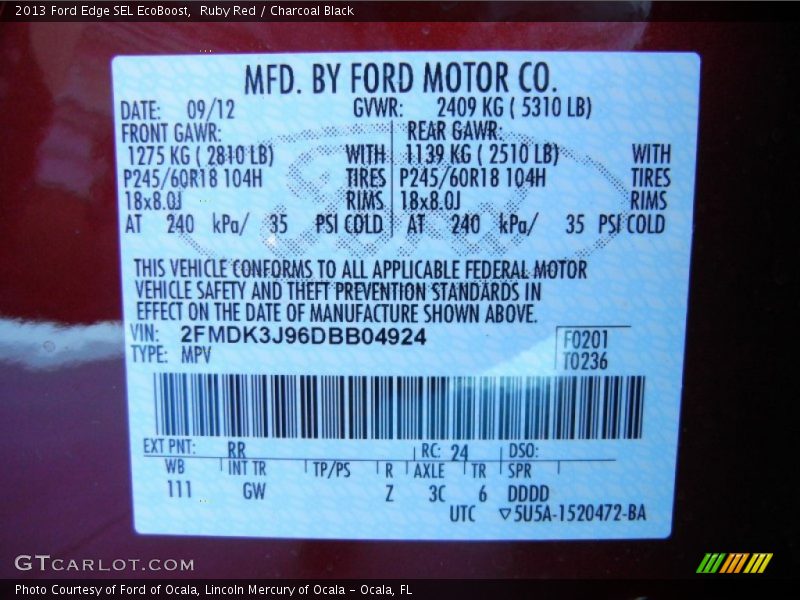 2013 Ford Edge SEL EcoBoost,  Ruby Red / Charcoal Black
MFD. BY FORD MOTOR CO.
DATE: 09/12 GVWR: 2409 KG ( 5310 LB)
FRONT GAWR: REAR GAWR:
1275 KG ( 2810 LB) WITH 1139 KG ( 2510 LB) WITH
P245/60R18 104H TIRES P245/60R18 104H TIRES
18x8.0J RIMS 18x8.0J RIMS
AT 240 kPa/ 35 PSI COLD AT 240 kPa/ 35 PSI COLD
THIS VEHICLE CONFORMS TO ALL APPLICABLE FEDERAL MOTOR
VEHICLE SAFETY AND THEFT PREVENTION STANDARDS IN
EFFECT ON THE DATE OF MANUFACTURE SHOWN ABOVE.
VIN: 2FMDK3J96DBB04924 F0201
TYPE: MPV T0236
EXT PNT: RR RC: 24 DSO:
WB INT TR TP/PS R AXLE TR SPR
111 GW Z 3C 6 DDDD
UTC ▽5U5A-1520472-BA
GTCARLOT.COM
Photo Courtesy of Ford of Ocala, Lincoln Mercury of Ocala – Ocala, FL